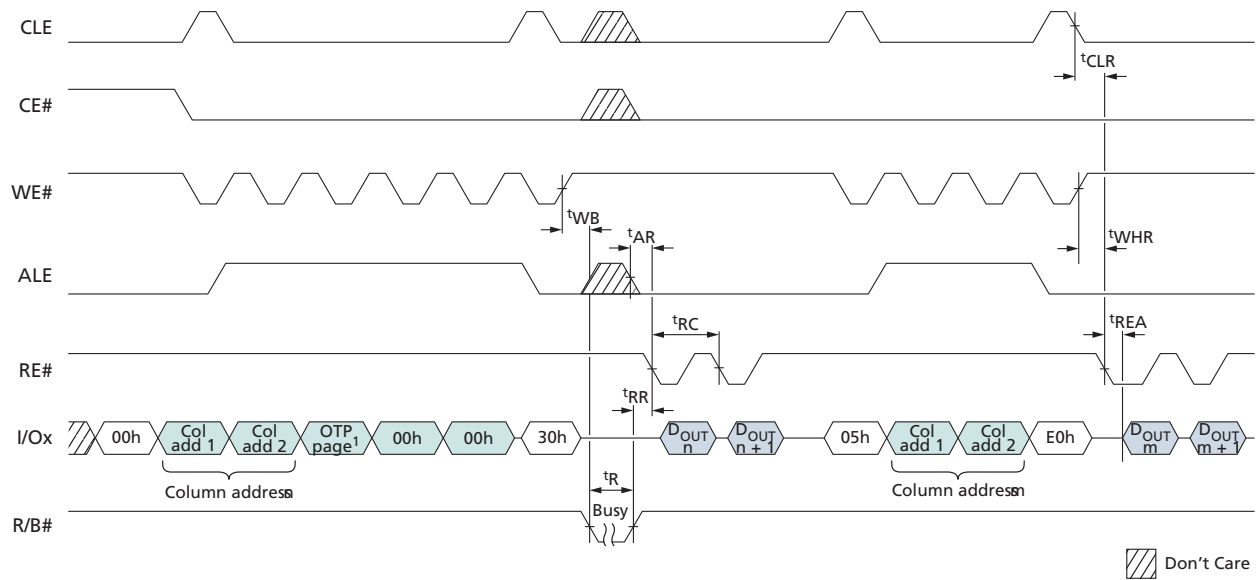 CLE
tCLR
CE#
WE#
tWB
tAR
tWHR
ALE
tRC
tREA
RE#
tRR
I/Ox
00h
Col add 1
Col add 2
OTP page1
00h
00h
30h
DOUT n
DOUT n + 1
05h
Col add 1
Col add 2
E0h
DOUT m
DOUT m + 1
Column address n
tR
Column address m
R/B#
Busy
Don't Care